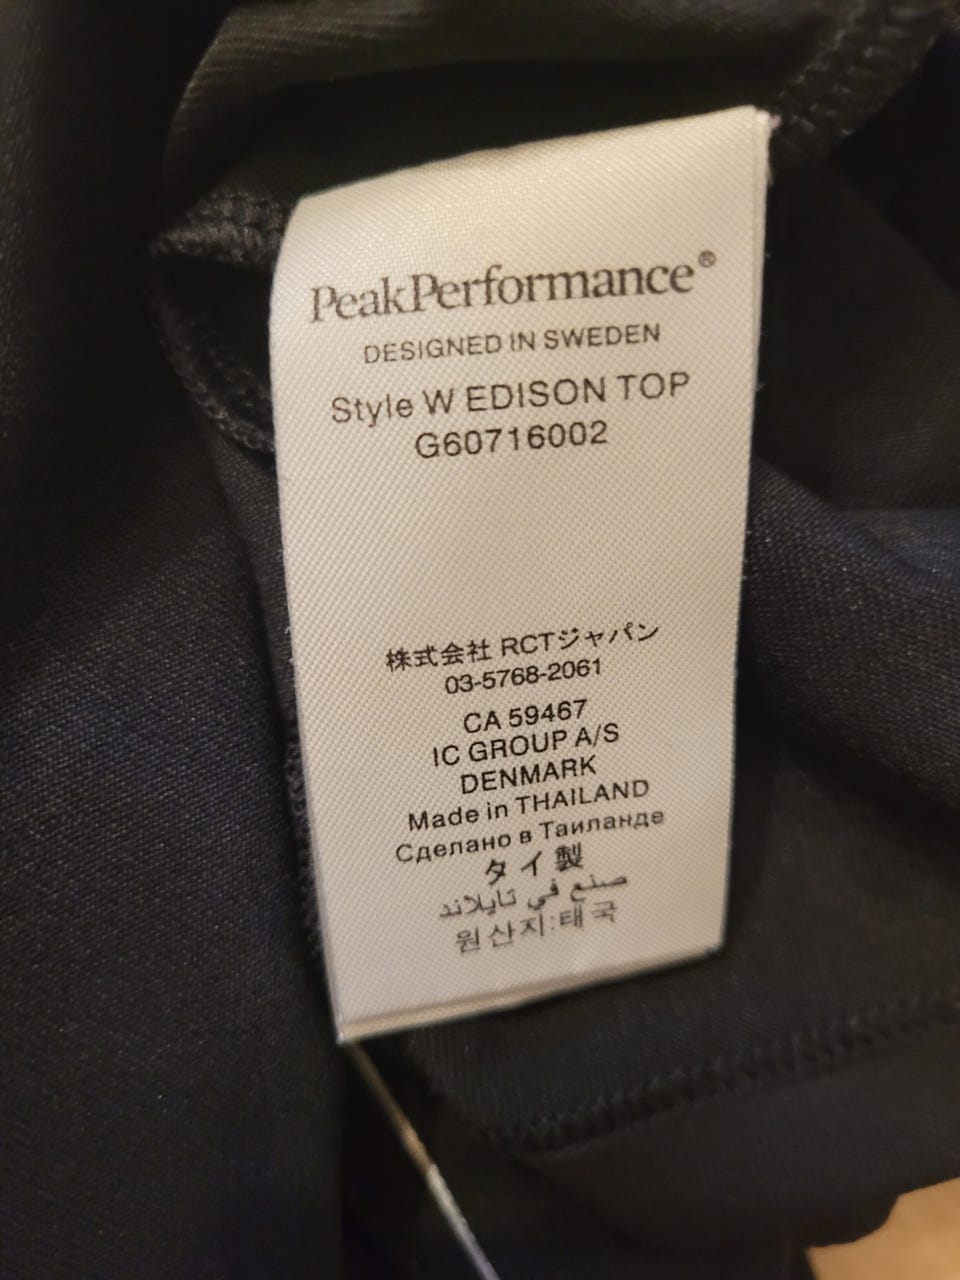 PeakPerformance®
DESIGNED IN SWEDEN
Style W EDISON TOP
G60716002
株式会社 RCTジャパン
03-5768-2061
CA 59467
IC GROUP A/S
DENMARK
Made in THAILAND
Сделано в Таиланде
タイ製
صنع في تايلاند
원산지:태국